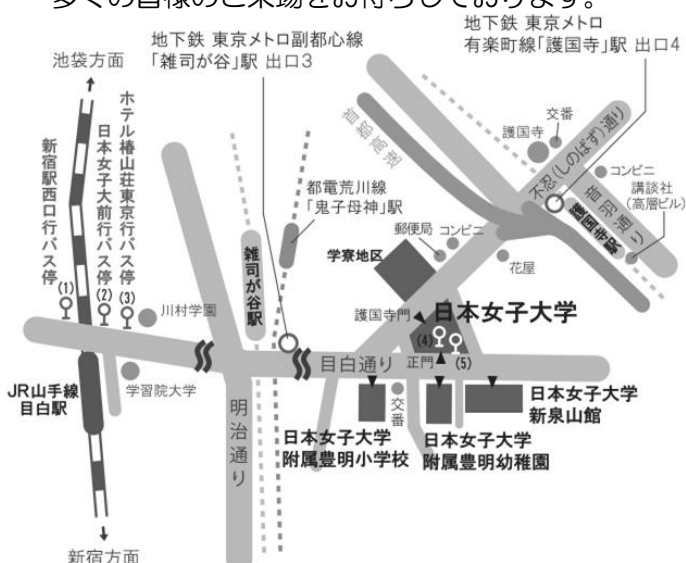 多くの皆様のご来場をお待ちしております。
地下鉄 東京メトロ
有楽町線「護国寺」駅 出口4
地下鉄 東京メトロ副都心線
「雑司が谷」駅 出口3
池袋方面
ホテル椿山荘東京行バス停
日本女子大前行バス停
新宿駅西口行バス停
(1)
(2)
(3)
首都高速
交番
護国寺
不忍(しのばず)通り
コンビニ
講談社
(高層ビル)
音羽通り
護国寺駅
都電荒川線
「鬼子母神」駅
郵便局
コンビニ
花屋
学寮地区
雑司が谷駅
川村学園
護国寺門
日本女子大学
(4)
(5)
目白通り
正門
JR山手線
目白駅
学習院大学
明治通り
交番
日本女子大学
新泉山館
日本女子大学
附属豊明小学校
日本女子大学
附属豊明幼稚園
新宿方面